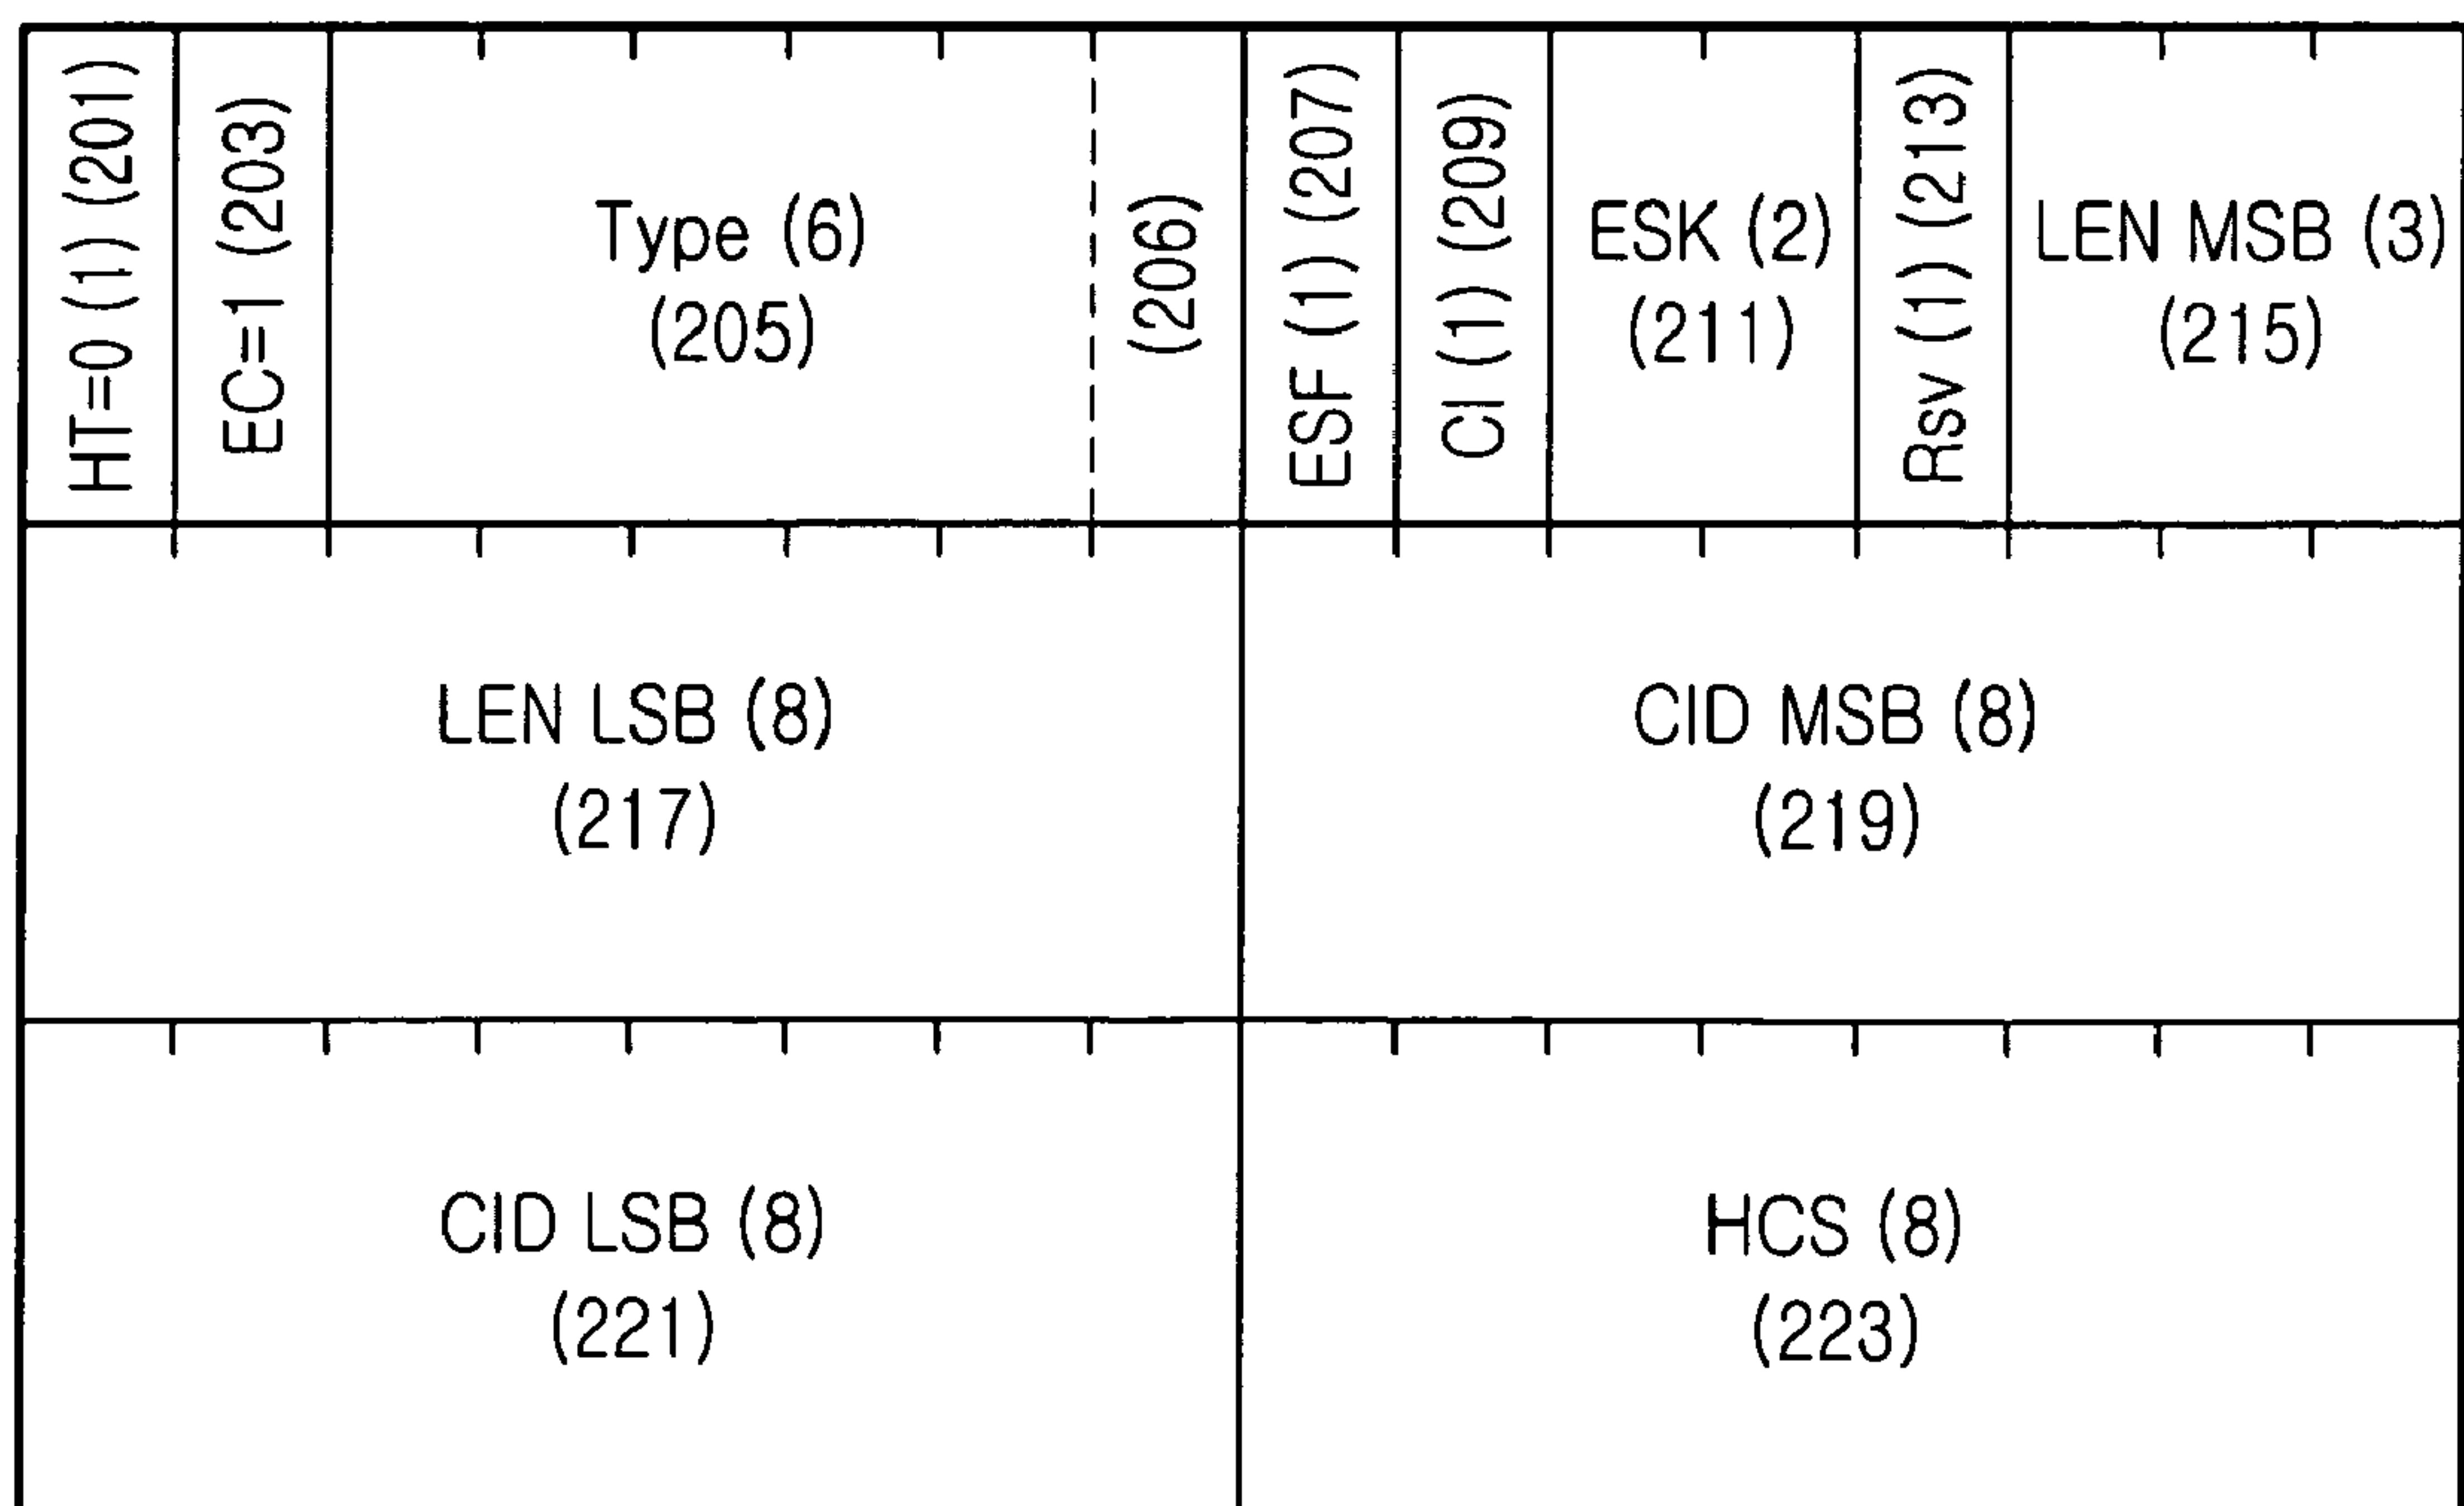 HT=0 (1) (201)
EC=1 (203)
Type (6)
(205)
(206)
ESF (1) (207)
CI (1) (209)
ESK (2)
(211)
Rsv (1) (213)
LEN MSB (3)
(215)
LEN LSB (8)
(217)
CID MSB (8)
(219)
CID LSB (8)
(221)
HCS (8)
(223)